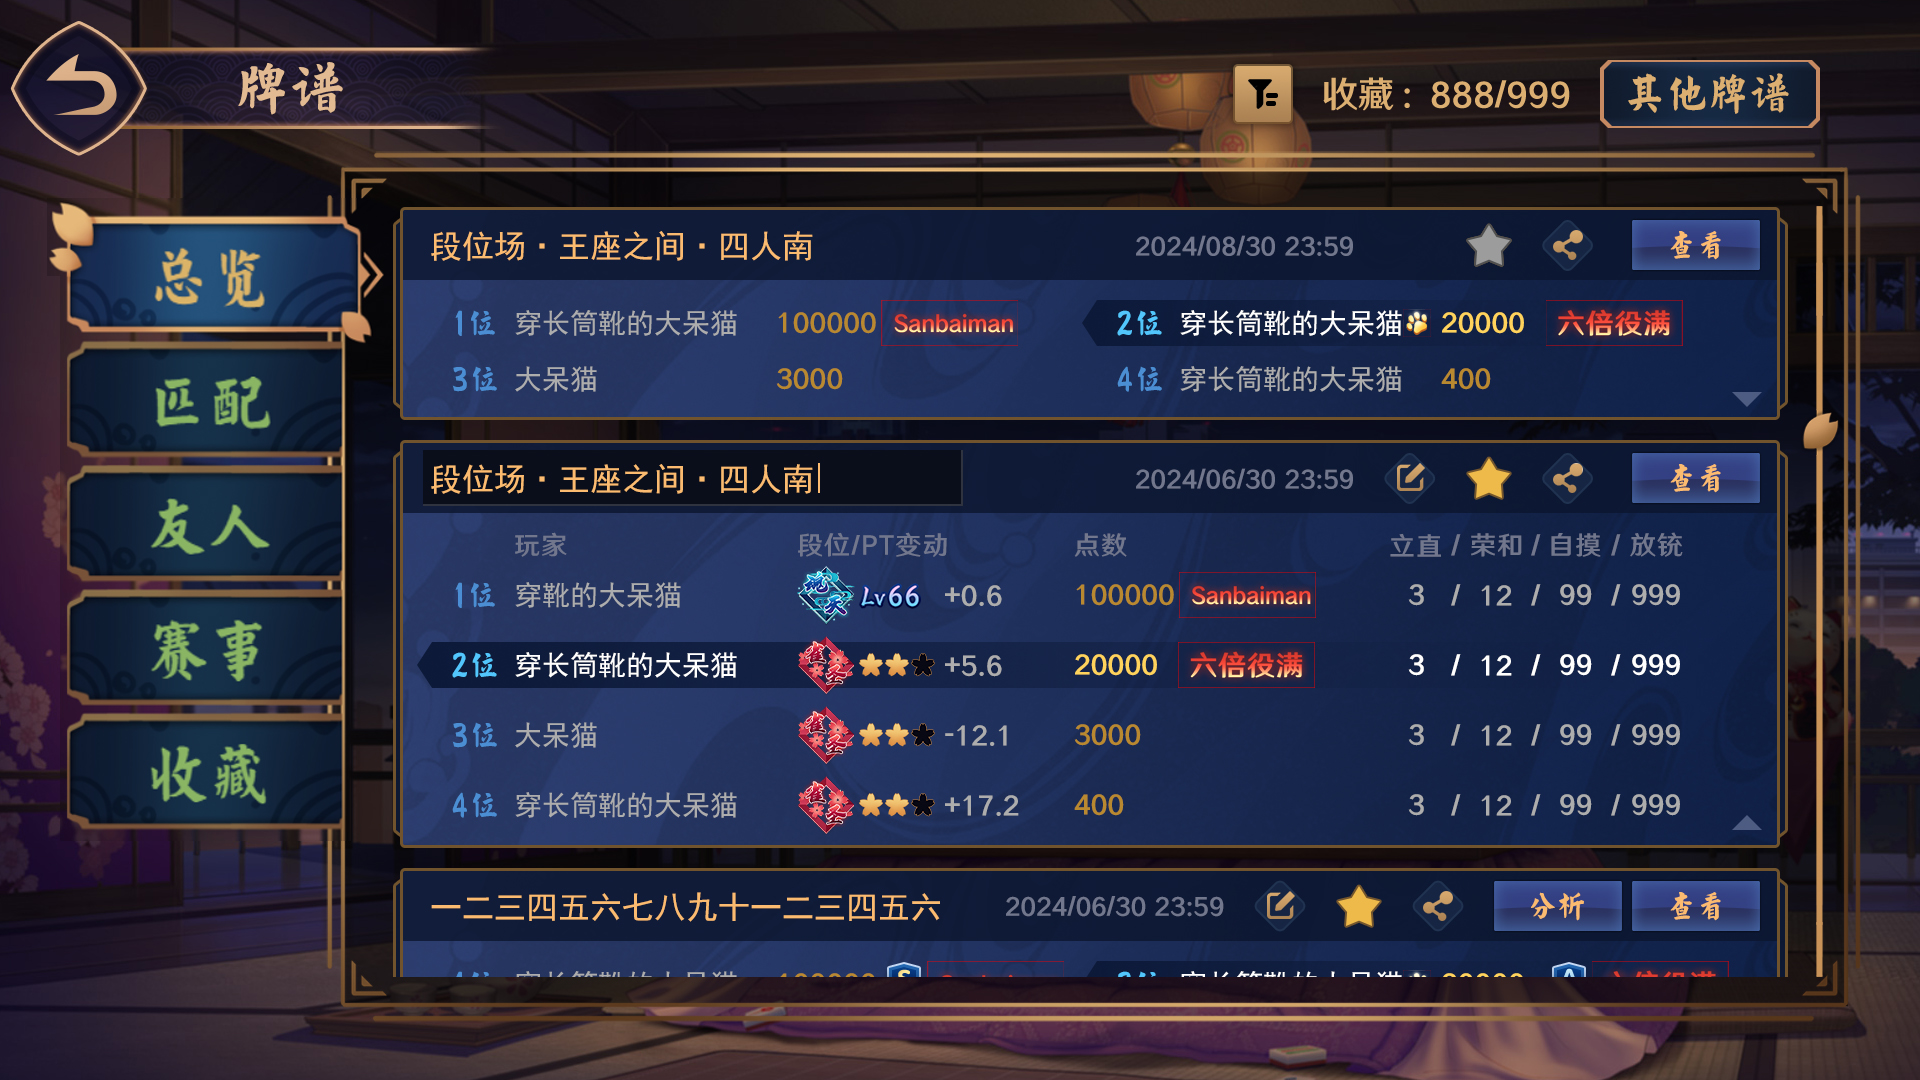 牌谱
收藏：888/999
其他牌谱
总览
匹配
友人
赛事
收藏
段位场·王座之间·四人南 2024/08/30 23:59 查看
1位 穿长筒靴的大呆猫 100000 Sanbaiman 2位 穿长筒靴的大呆猫 20000 六倍役满
3位 大呆猫 3000 4位 穿长筒靴的大呆猫 400
段位场·王座之间·四人南 2024/06/30 23:59 查看
玩家 段位/PT变动 点数 立直 / 荣和 / 自摸 / 放铳
1位 穿靴的大呆猫 魂天 Lv66 +0.6 100000 Sanbaiman 3 / 12 / 99 / 999
2位 穿长筒靴的大呆猫 雀圣 +5.6 20000 六倍役满 3 / 12 / 99 / 999
3位 大呆猫 雀圣 -12.1 3000 3 / 12 / 99 / 999
4位 穿长筒靴的大呆猫 雀圣 +17.2 400 3 / 12 / 99 / 999
一二三四五六七八九十一二三四五六 2024/06/30 23:59 分析 查看